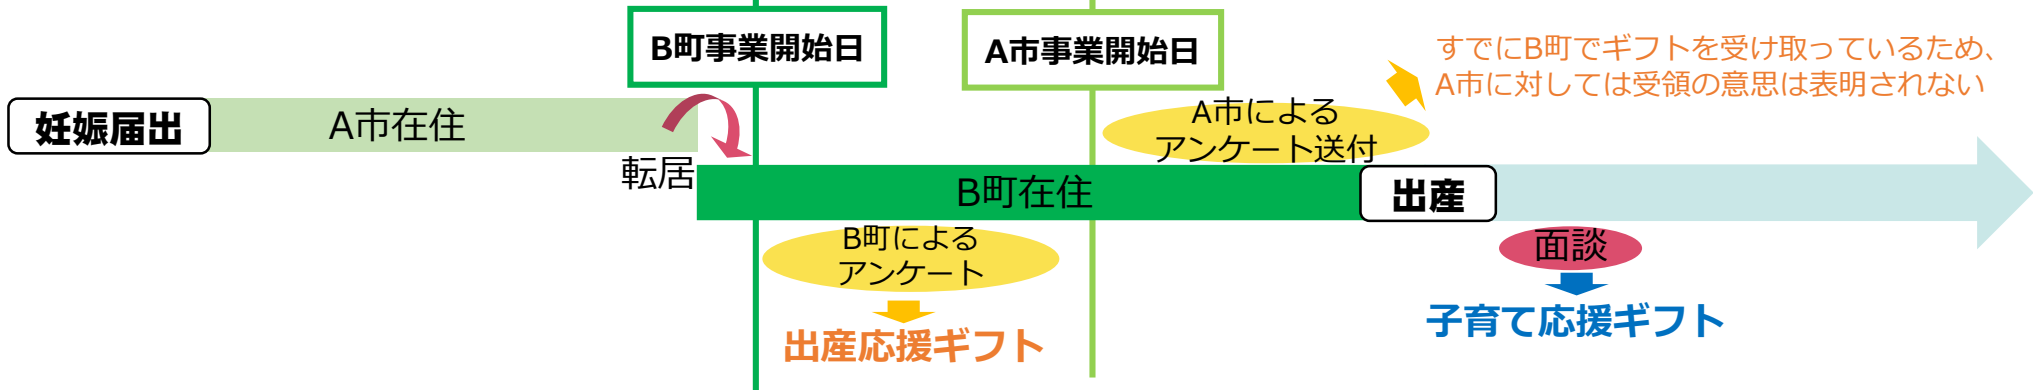 B町事業開始日
A市事業開始日
すでにB町でギフトを受け取っているため、
A市に対しては受領の意思は表明されない
妊娠届出
A市在住
A市による
アンケート送付
転居
B町在住
出産
B町による
アンケート
面談
出産応援ギフト
子育て応援ギフト